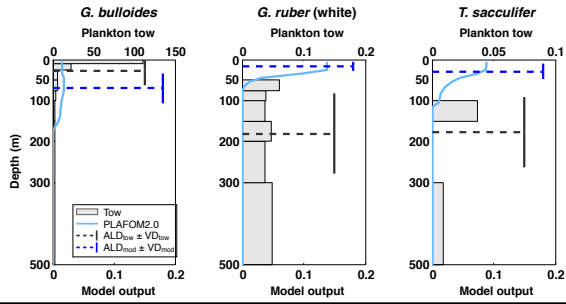 G. bulloides
G. ruber (white)
T. sacculifer
Plankton tow
Plankton tow
Plankton tow
0 50 100 150
0 0.1 0.2
0 0.05 0.1
Depth (m)
0
50
100
200
300
500
0
50
100
200
300
500
0
50
100
200
300
500
Tow
PLAFOM2.0
ALDtow ± VDtow
ALDmod ± VDmod
0 0.1 0.2
0 0.1 0.2
0 0.1 0.2
Model output
Model output
Model output